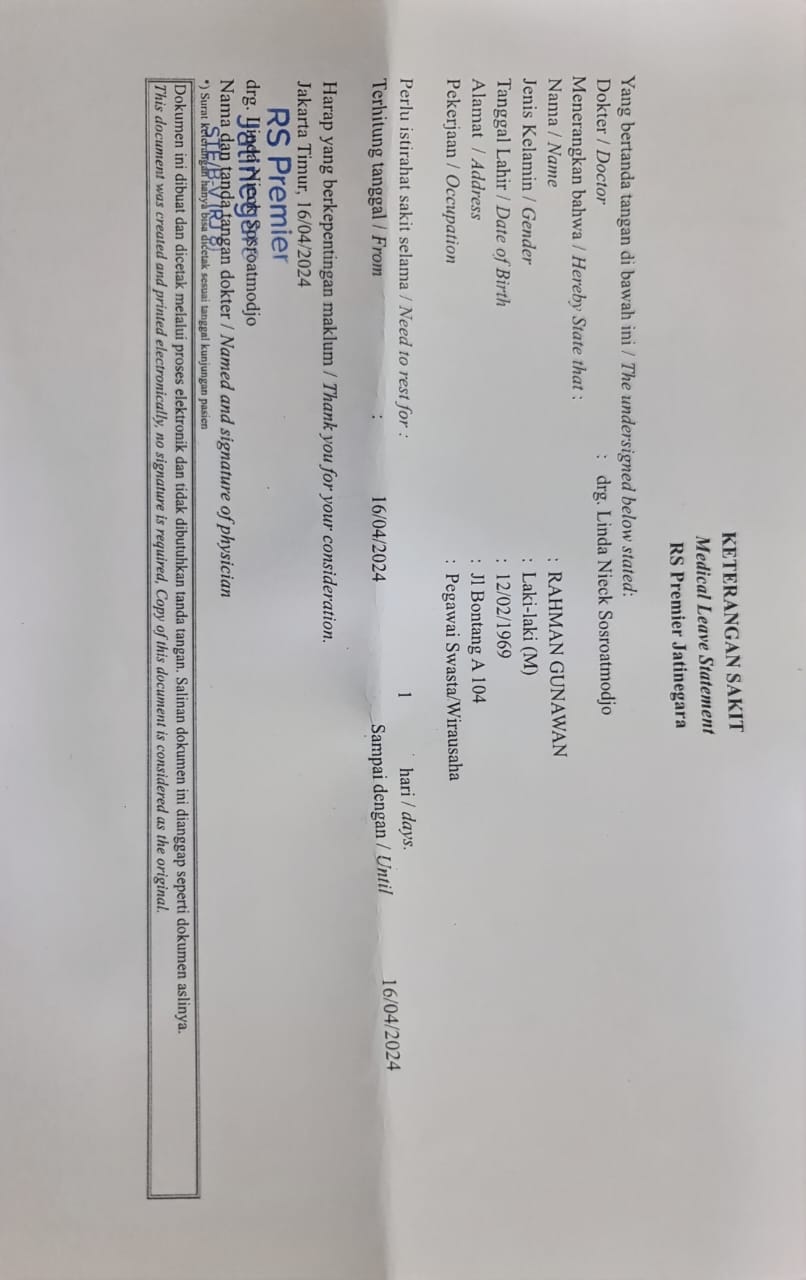 KETERANGAN SAKIT
Medical Leave Statement
RS Premier Jatinegara
Yang bertanda tangan di bawah ini / The undersigned below stated:
Dokter / Doctor : drg. Linda Nieck Sosroatmodjo
Menerangkan bahwa / Hereby State that :
Nama / Name : RAHMAN GUNAWAN
Jenis Kelamin / Gender : Laki-laki (M)
Tanggal Lahir / Date of Birth : 12/02/1969
Alamat / Address : Jl Bontang A 104
Pekerjaan / Occupation : Pegawai Swasta/Wirausaha
Perlu istirahat sakit selama / Need to rest for : 1 hari / days.
Terhitung tanggal / From : 16/04/2024 Sampai dengan / Until 16/04/2024
Harap yang berkepentingan maklum / Thank you for your consideration.
Jakarta Timur, 16/04/2024
RS Premier
Jatinegara
drg. Linda Nieck Sosroatmodjo
Nama dan tanda tangan dokter / Named and signature of physician
*) Surat keterangan hanya bisa dicetak sesuai tanggal kunjungan pasien
Dokumen ini dibuat dan dicetak melalui proses elektronik dan tidak dibutuhkan tanda tangan. Salinan dokumen ini dianggap seperti dokumen aslinya.
This document was created and printed electronically, no signature is required, Copy of this document is considered as the original.